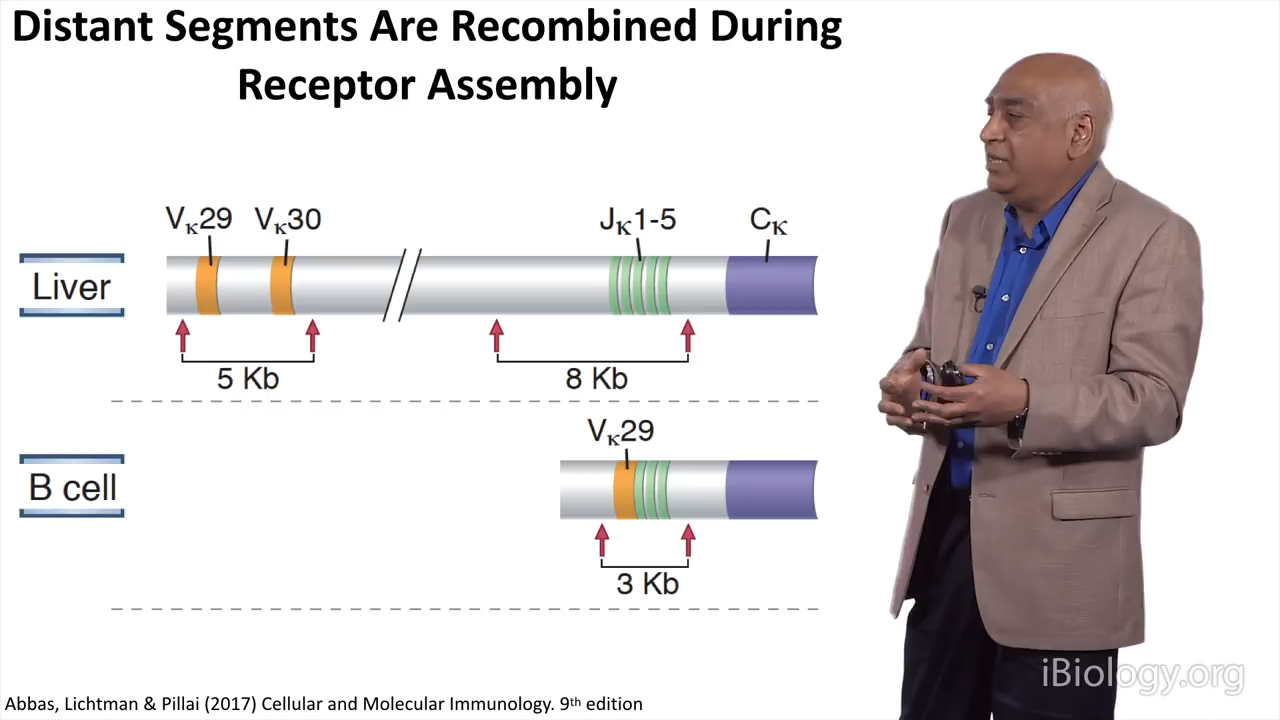 Distant Segments Are Recombined During
Receptor Assembly
Vκ29 Vκ30 Jκ1-5 Cκ
Liver
5 Kb 8 Kb
Vκ29
B cell
3 Kb
iBiology.org
Abbas, Lichtman & Pillai (2017) Cellular and Molecular Immunology. 9th edition